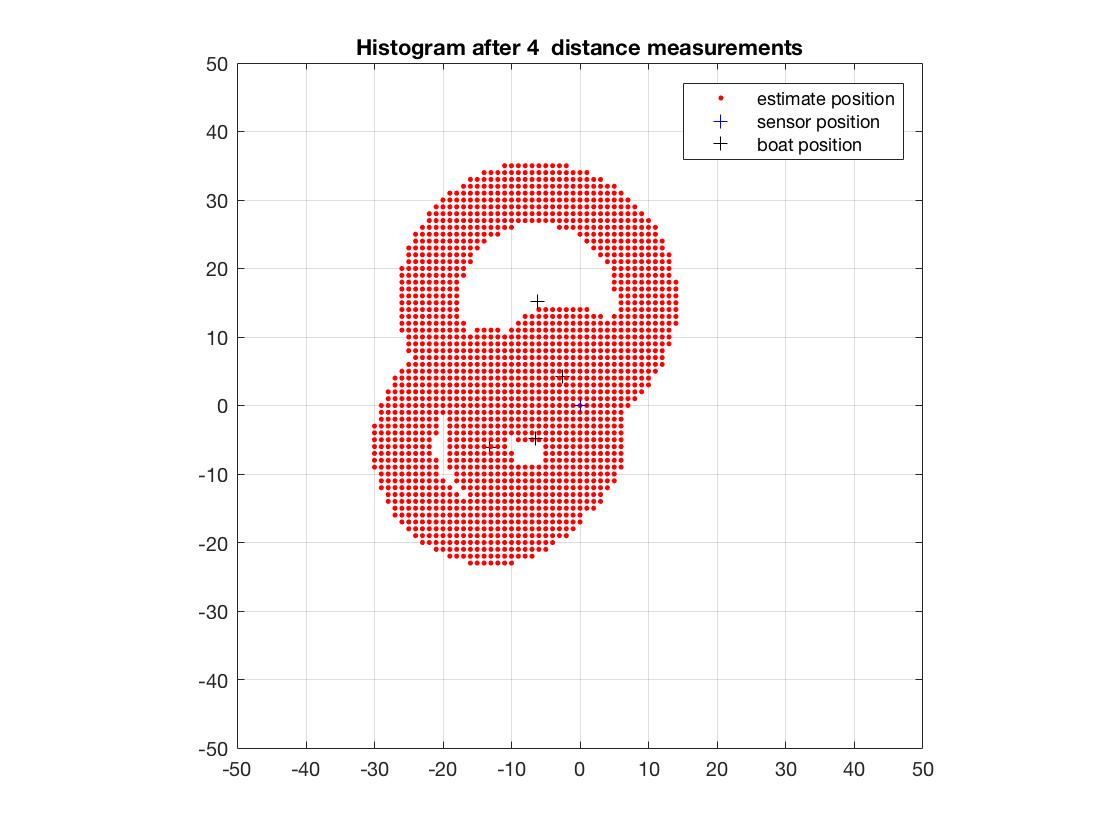 Histogram after 4  distance measurements
estimate position
sensor position
boat position
50
40
30
20
10
0
-10
-20
-30
-40
-50
-50 -40 -30 -20 -10 0 10 20 30 40 50